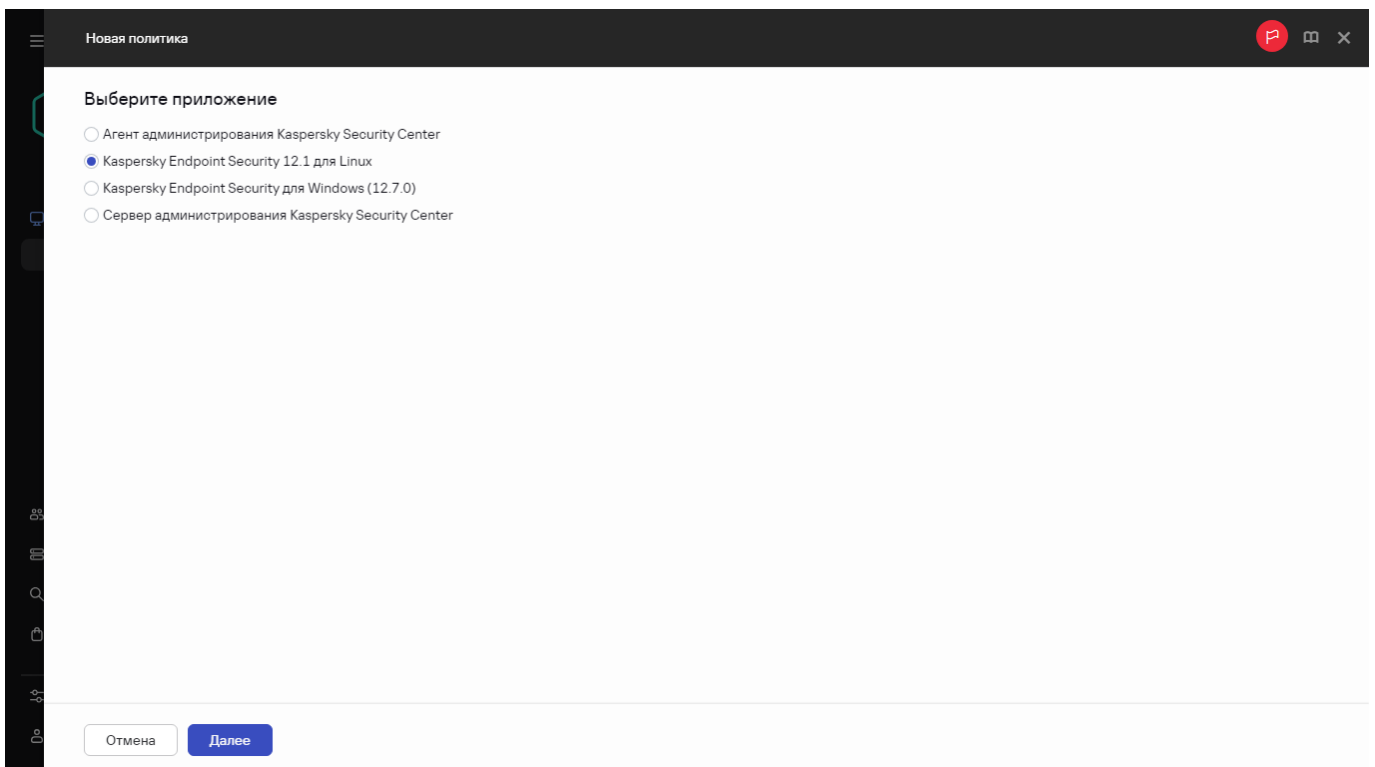 Новая политика
Выберите приложение
Агент администрирования Kaspersky Security Center
Kaspersky Endpoint Security 12.1 для Linux
Kaspersky Endpoint Security для Windows (12.7.0)
Сервер администрирования Kaspersky Security Center
Отмена
Далее